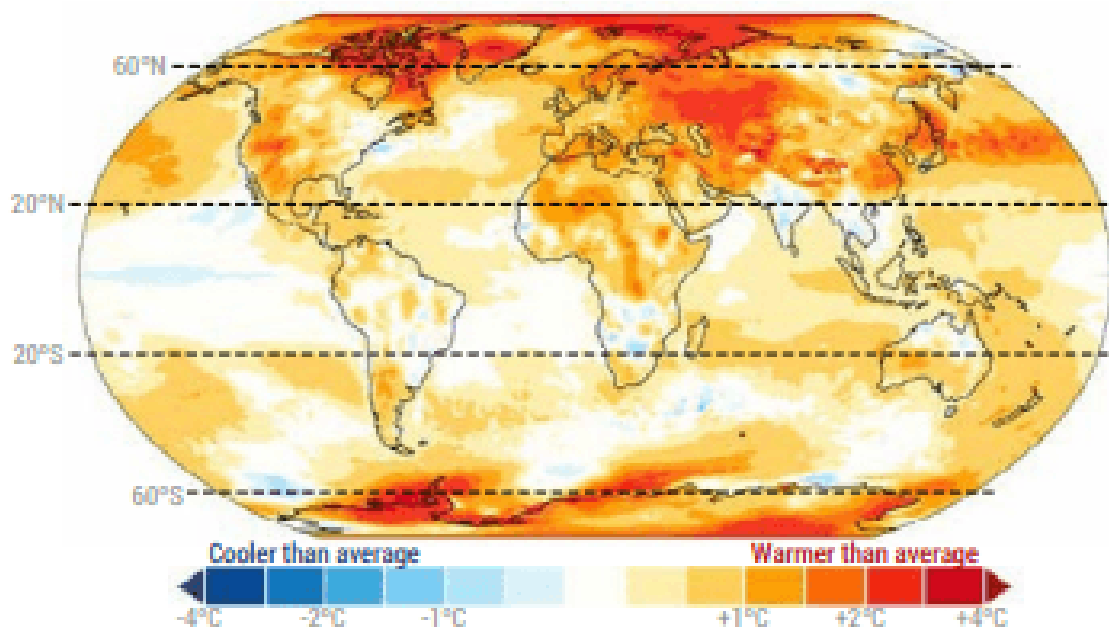 60°N
20°N
20°S
60°S
Cooler than average Warmer than average
-4°C -2°C -1°C +1°C +2°C +4°C